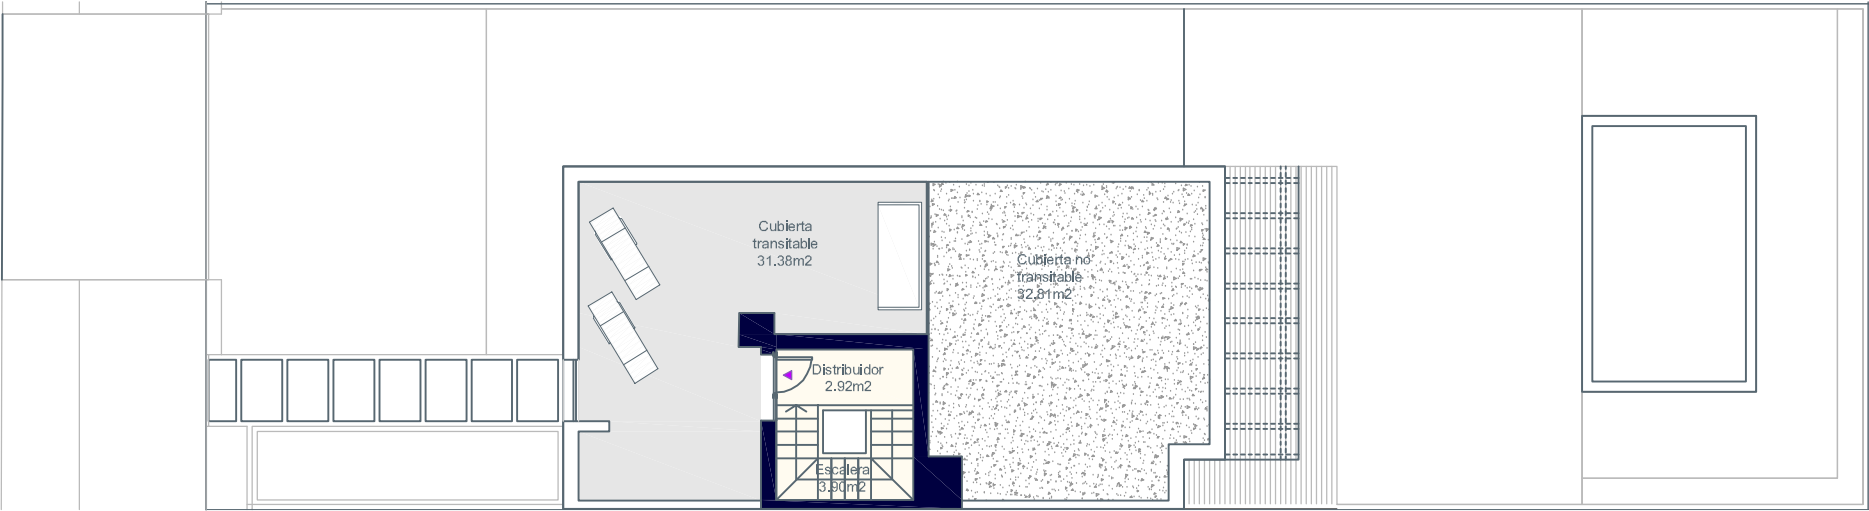 Cubierta
transitable
31.38m2
Cubierta no
transitable
32.81m2
Distribuidor
2.92m2
Escalera
3.90m2